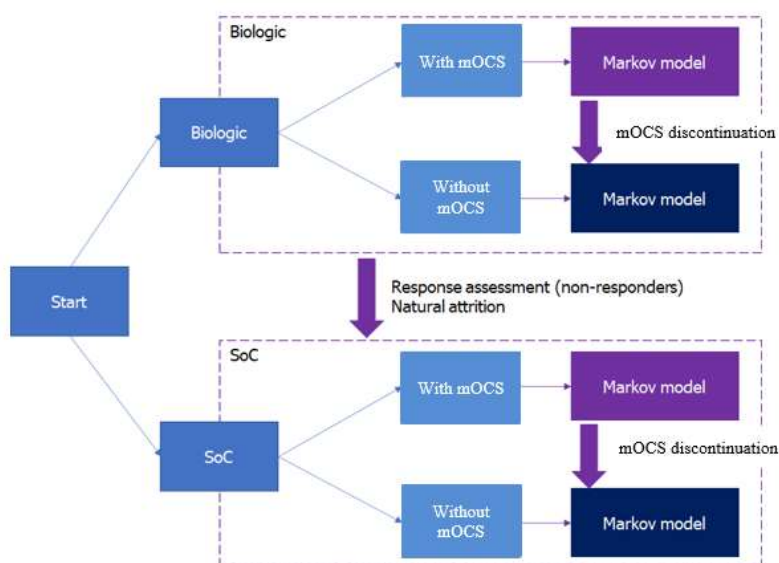 Biologic
With mOCS
Markov model
Biologic
mOCS discontinuation
Without
mOCS
Markov model
Start
Response assessment (non-responders)
Natural attrition
SoC
With mOCS
Markov model
SoC
mOCS discontinuation
Without
mOCS
Markov model